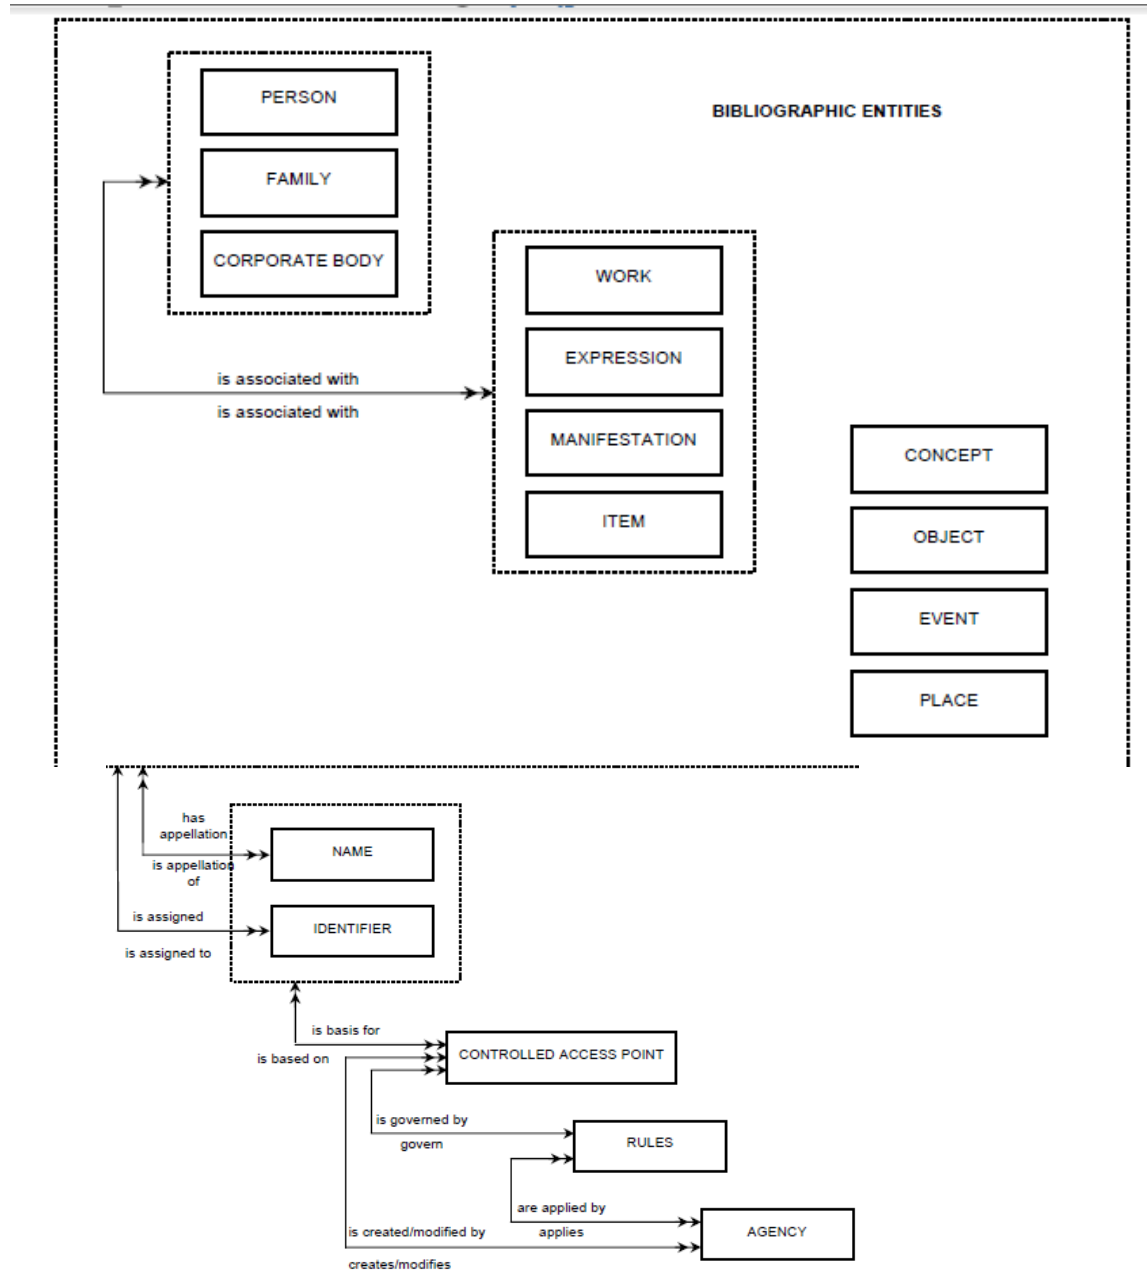 PERSON
BIBLIOGRAPHIC ENTITIES
FAMILY
CORPORATE BODY
WORK
EXPRESSION
is associated with
is associated with
MANIFESTATION
CONCEPT
ITEM
OBJECT
EVENT
PLACE
has
appellation
NAME
is appellation
of
is assigned
IDENTIFIER
is assigned to
is basis for
is based on
CONTROLLED ACCESS POINT
is governed by
govern
RULES
are applied by
applies
is created/modified by
AGENCY
creates/modifies